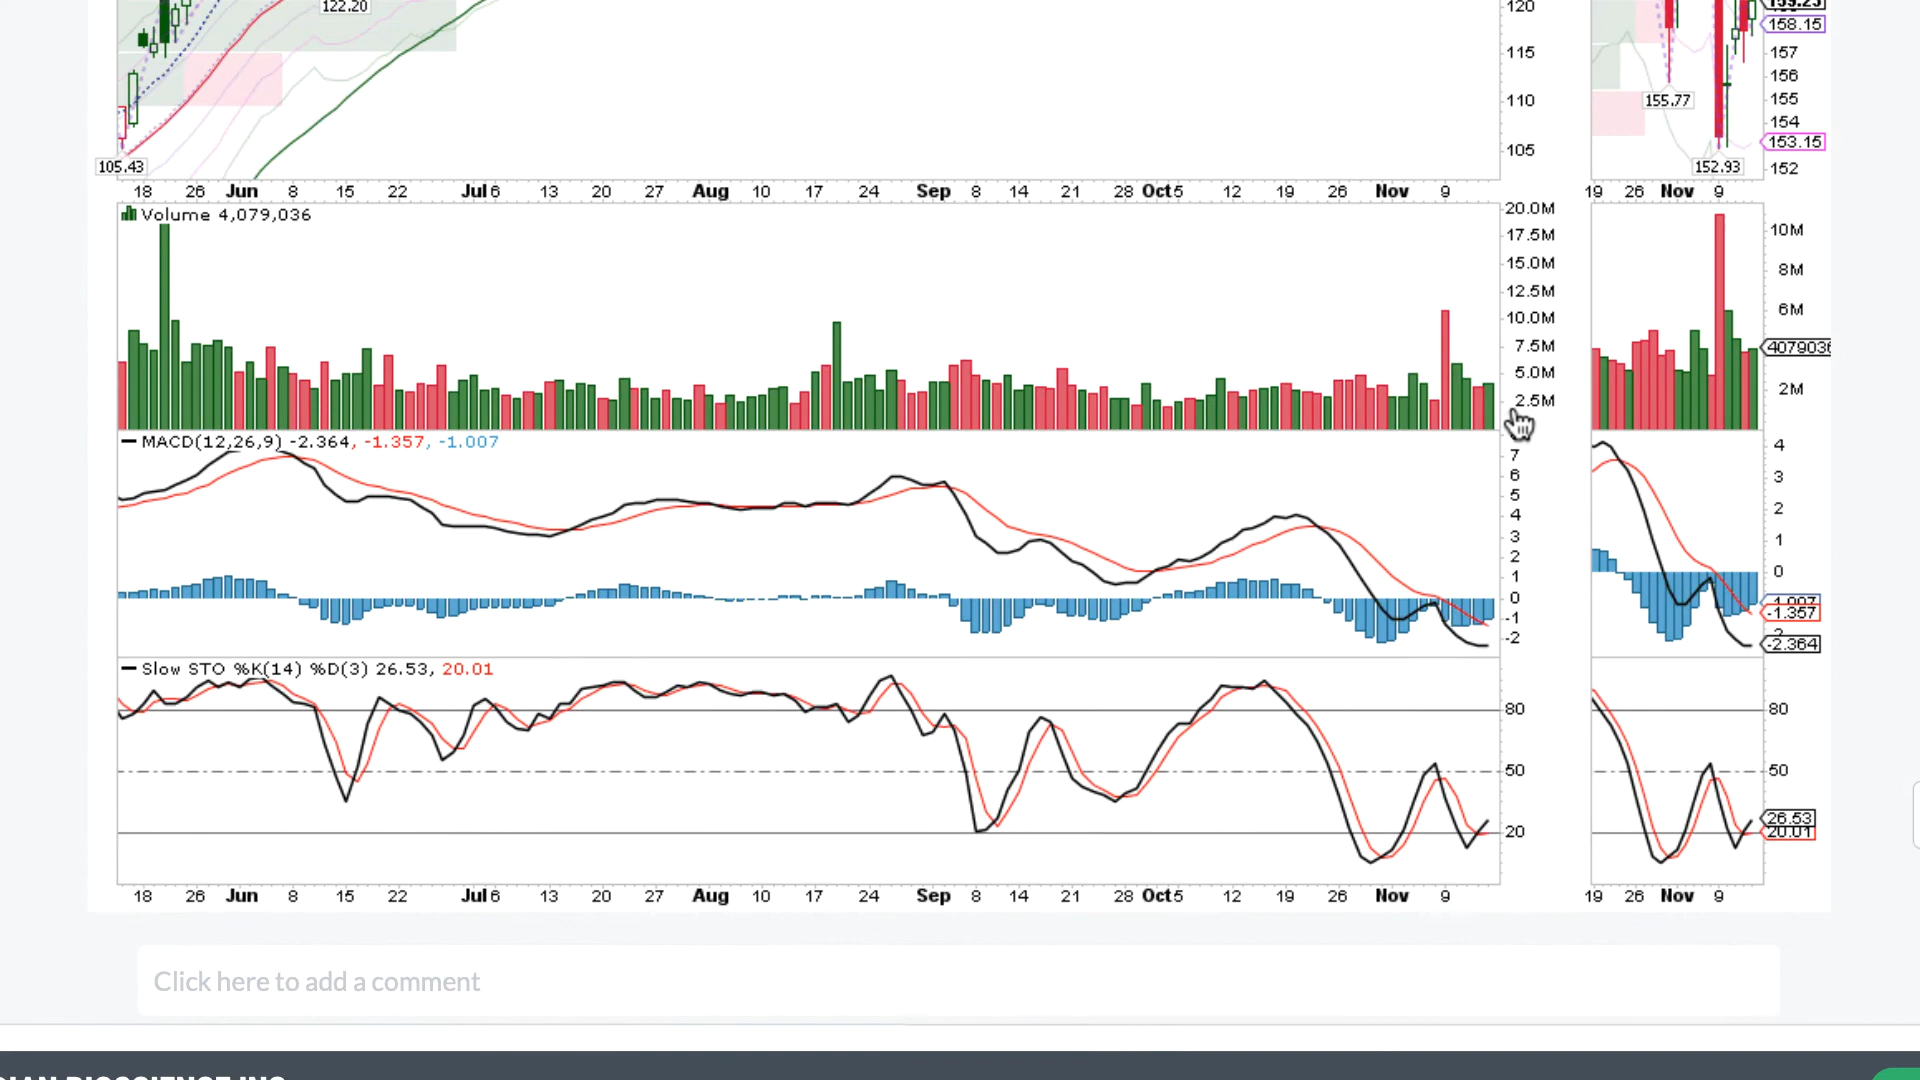 122.20
120
115
110
105
105.43
18 26 Jun 8 15 22 Jul 6 13 20 27 Aug 10 17 24 Sep 8 14 21 28 Oct 5 12 19 26 Nov 9
159.25
158.15
157
156
155
154
153.15
152
155.77
152.93
19 26 Nov 9
Volume 4,079,036
20.0M
17.5M
15.0M
12.5M
10.0M
7.5M
5.0M
2.5M
10M
8M
6M
4079036
2M
MACD(12,26,9) -2.364, -1.357, -1.007
7
6
5
4
3
2
1
0
-1
-2
4
3
2
1
0
-1.007
-1.357
-2.364
Slow STO %K(14) %D(3) 26.53, 20.01
80
50
20
80
50
26.53
20.01
18 26 Jun 8 15 22 Jul 6 13 20 27 Aug 10 17 24 Sep 8 14 21 28 Oct 5 12 19 26 Nov 9
19 26 Nov 9
Click here to add a comment